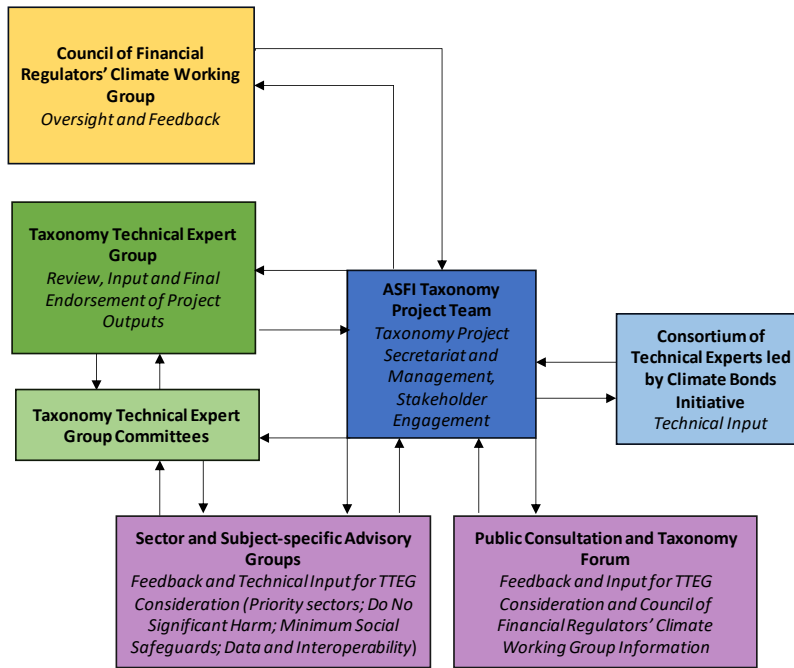 Council of Financial
Regulators’ Climate Working
Group
Oversight and Feedback
Taxonomy Technical Expert
Group
Review, Input and Final
Endorsement of Project
Outputs
ASFI Taxonomy
Project Team
Taxonomy Project
Secretariat and
Management,
Stakeholder
Engagement
Consortium of
Technical Experts led
by Climate Bonds
Initiative
Technical Input
Taxonomy Technical Expert
Group Committees
Sector and Subject-specific Advisory
Groups
Feedback and Technical Input for TTEG
Consideration (Priority sectors; Do No
Significant Harm; Minimum Social
Safeguards; Data and Interoperability)
Public Consultation and Taxonomy
Forum
Feedback and Input for TTEG
Consideration and Council of
Financial Regulators’ Climate
Working Group Information